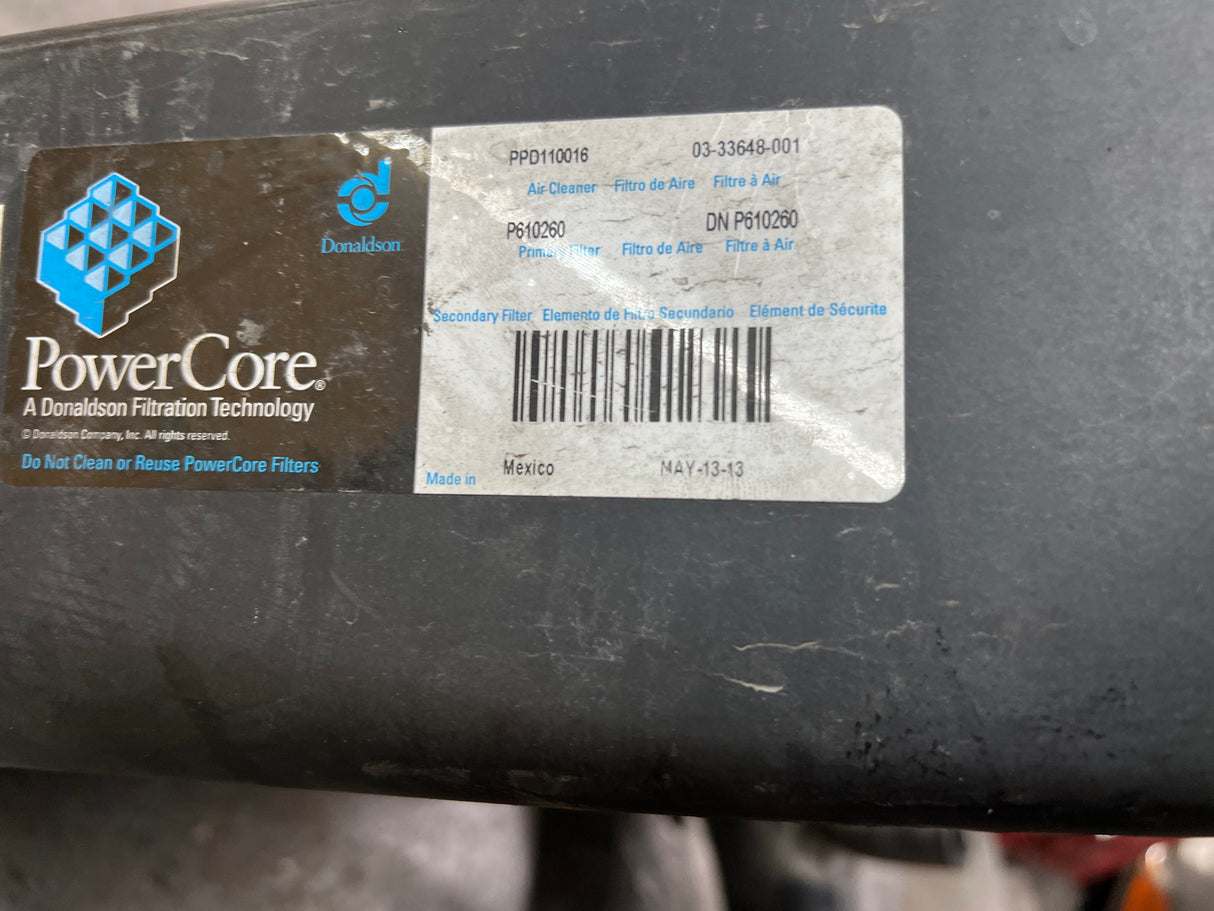 Donaldson
PowerCore®
A Donaldson Filtration Technology
© Donaldson Company, Inc. All rights reserved.
Do Not Clean or Reuse PowerCore Filters
PPD110016 03-33648-001
Air Cleaner Filtro de Aire Filtre à Air
P610260 DN P610260
Primary Filter Filtro de Aire Filtre à Air
Secondary Filter Elemento de Filtro Secundario Elément de Sécurite
Made in Mexico MAY-13-13